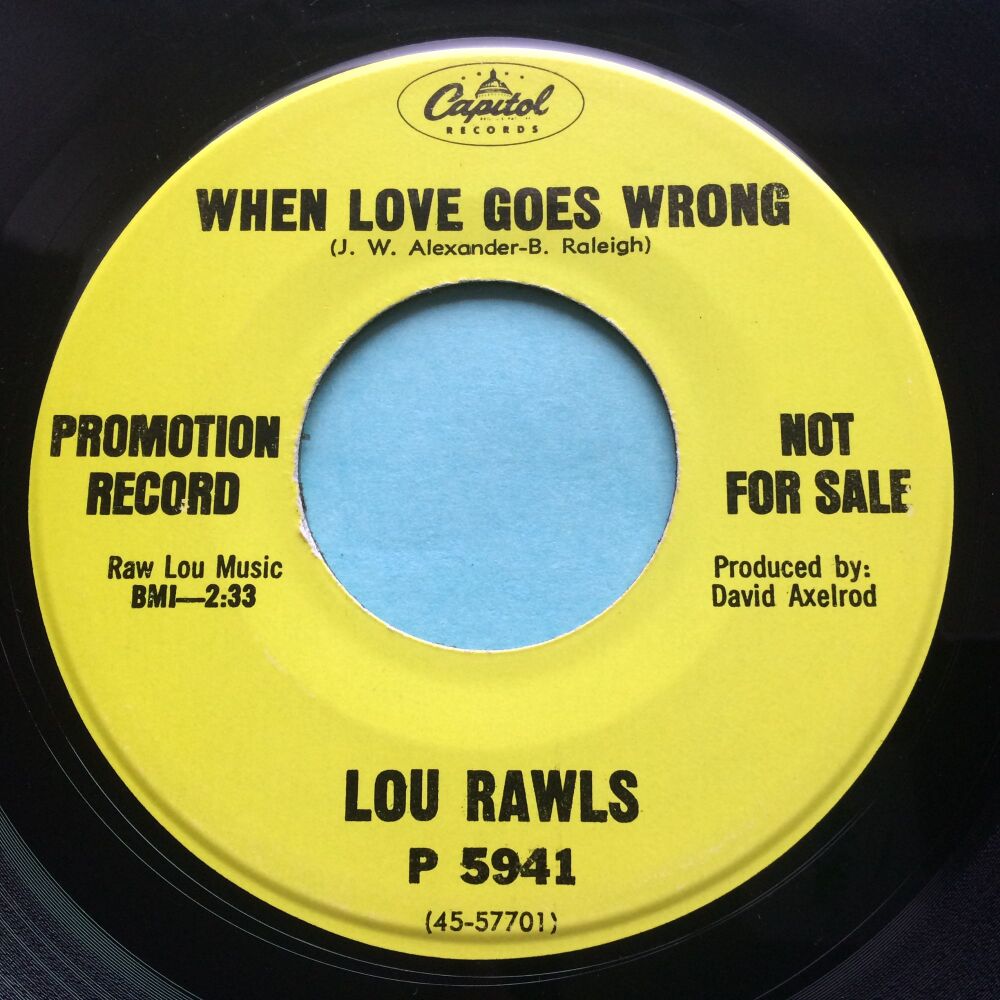 Capitol
RECORDS
WHEN LOVE GOES WRONG
(J. W. Alexander-B. Raleigh)
PROMOTION
RECORD
NOT
FOR SALE
Raw Lou Music
BMI—2:33
Produced by:
David Axelrod
LOU RAWLS
P 5941
(45-57701)